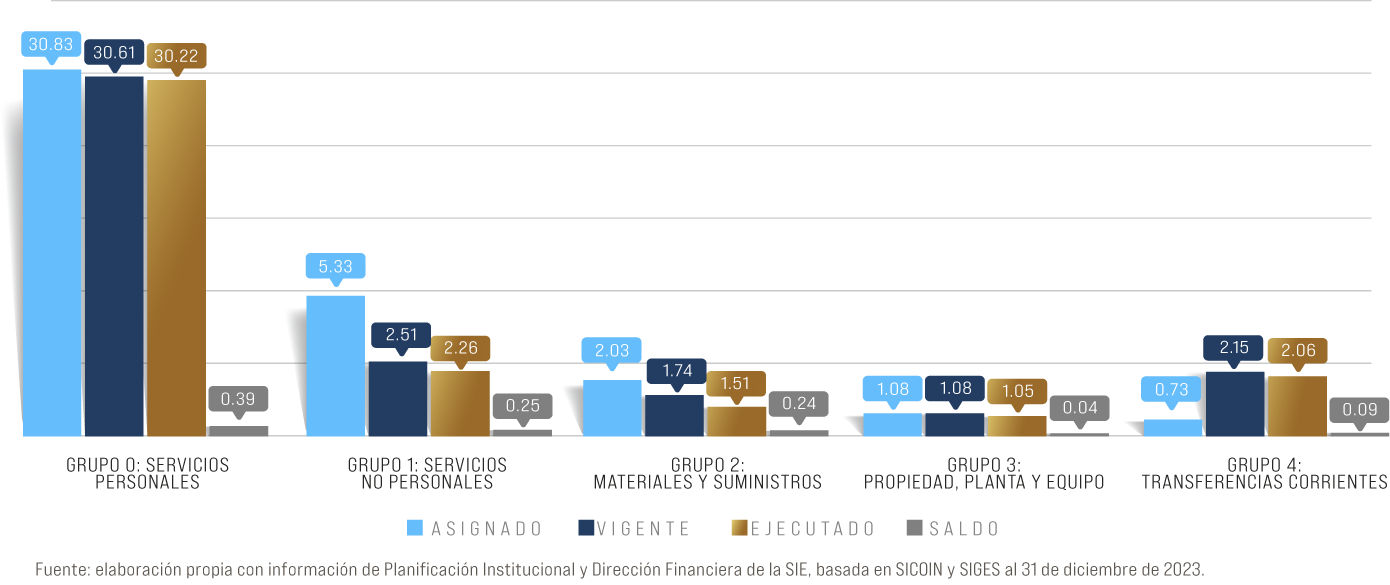 30.83 30.61 30.22 0.39
5.33 2.51 2.26 0.25
2.03 1.74 1.51 0.24
1.08 1.08 1.05 0.04
0.73 2.15 2.06 0.09
GRUPO 0: SERVICIOS
PERSONALES
GRUPO 1: SERVICIOS
NO PERSONALES
GRUPO 2:
MATERIALES Y SUMINISTROS
GRUPO 3:
PROPIEDAD, PLANTA Y EQUIPO
GRUPO 4:
TRANSFERENCIAS CORRIENTES
ASIGNADO VIGENTE EJECUTADO SALDO
Fuente: elaboración propia con información de Planificación Institucional y Dirección Financiera de la SIE, basada en SICOIN y SIGES al 31 de diciembre de 2023.